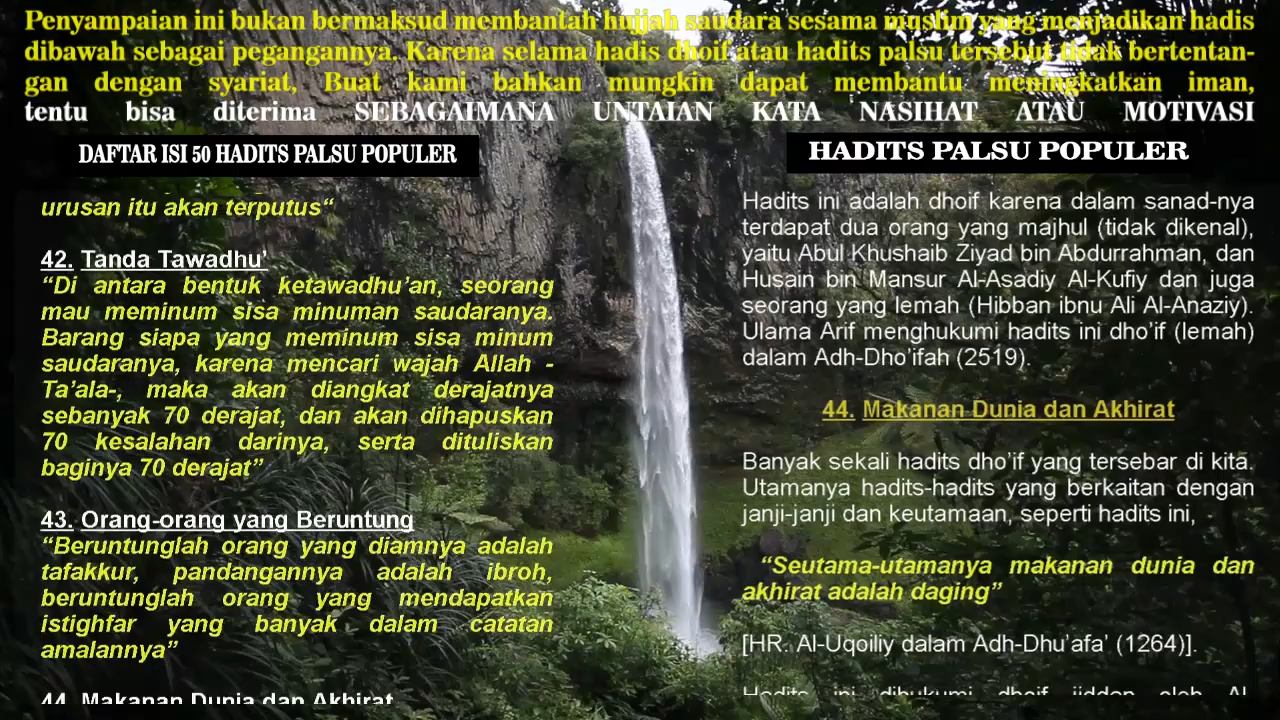 Penyampaian ini bukan bermaksud membantah hujjah saudara sesama muslim yang menjadikan hadis
dibawah sebagai pegangannya. Karena selama hadis dhoif atau hadits palsu tersebut tidak bertentan-
gan dengan syariat, Buat kami bahkan mungkin dapat membantu meningkatkan iman,
tentu bisa diterima SEBAGAIMANA UNTAIAN KATA NASIHAT ATAU MOTIVASI
DAFTAR ISI 50 HADITS PALSU POPULER
urusan itu akan terputus“
42. Tanda Tawadhu’
“Di antara bentuk ketawadhu’an, seorang
mau meminum sisa minuman saudaranya.
Barang siapa yang meminum sisa minum
saudaranya, karena mencari wajah Allah -
Ta’ala-, maka akan diangkat derajatnya
sebanyak 70 derajat, dan akan dihapuskan
70 kesalahan darinya, serta dituliskan
baginya 70 derajat”
43. Orang-orang yang Beruntung
“Beruntunglah orang yang diamnya adalah
tafakkur, pandangannya adalah ibroh,
beruntunglah orang yang mendapatkan
istighfar yang banyak dalam catatan
amalannya”
44. Makanan Dunia dan Akhirat
HADITS PALSU POPULER
Hadits ini adalah dhoif karena dalam sanad-nya
terdapat dua orang yang majhul (tidak dikenal),
yaitu Abul Khushaib Ziyad bin Abdurrahman, dan
Husain bin Mansur Al-Asadiy Al-Kufiy dan juga
seorang yang lemah (Hibban ibnu Ali Al-Anaziy).
Ulama Arif menghukumi hadits ini dho’if (lemah)
dalam Adh-Dho’ifah (2519).
44. Makanan Dunia dan Akhirat
Banyak sekali hadits dho’if yang tersebar di kita.
Utamanya hadits-hadits yang berkaitan dengan
janji-janji dan keutamaan, seperti hadits ini,
“Seutama-utamanya makanan dunia dan
akhirat adalah daging”
[HR. Al-Uqoiliy dalam Adh-Dhu’afa’ (1264)].
Hadits ini dihukumi dhoif jiddan oleh Al-